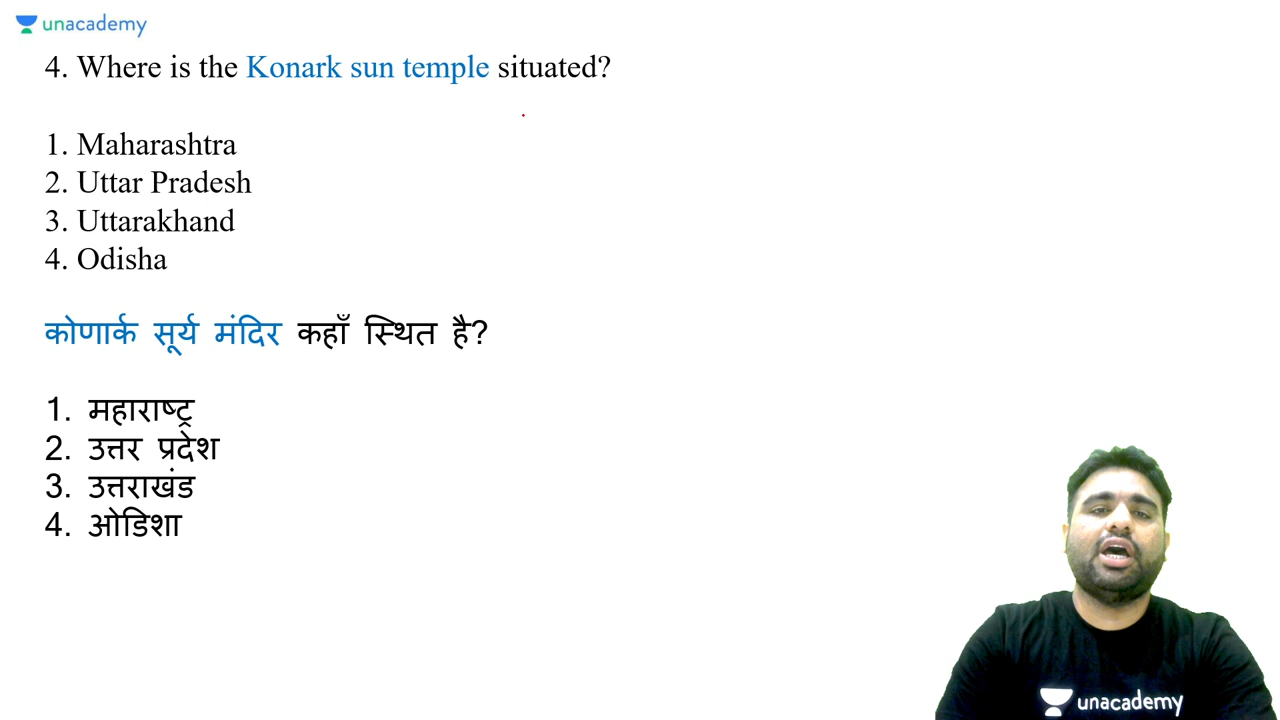 unacademy
4. Where is the Konark sun temple situated?
1. Maharashtra
2. Uttar Pradesh
3. Uttarakhand
4. Odisha
कोणार्क सूर्य मंदिर कहाँ स्थित है?
1. महाराष्ट्र
2. उत्तर प्रदेश
3. उत्तराखंड
4. ओडिशा
unacademy